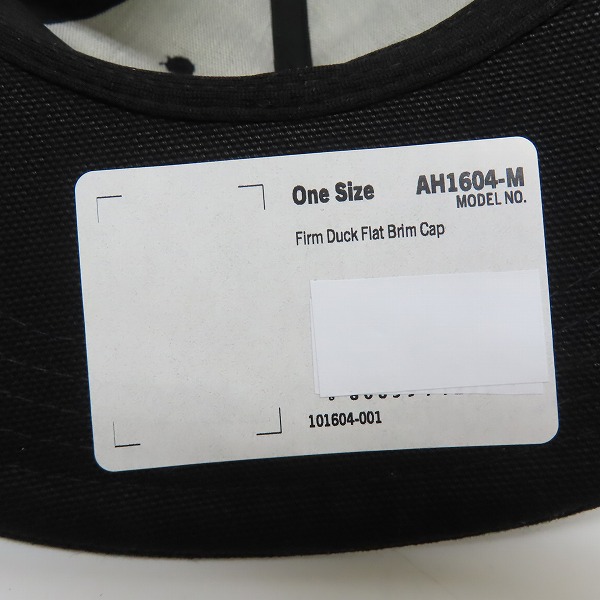 One Size
AH1604-M
MODEL NO.
Firm Duck Flat Brim Cap
101604-001